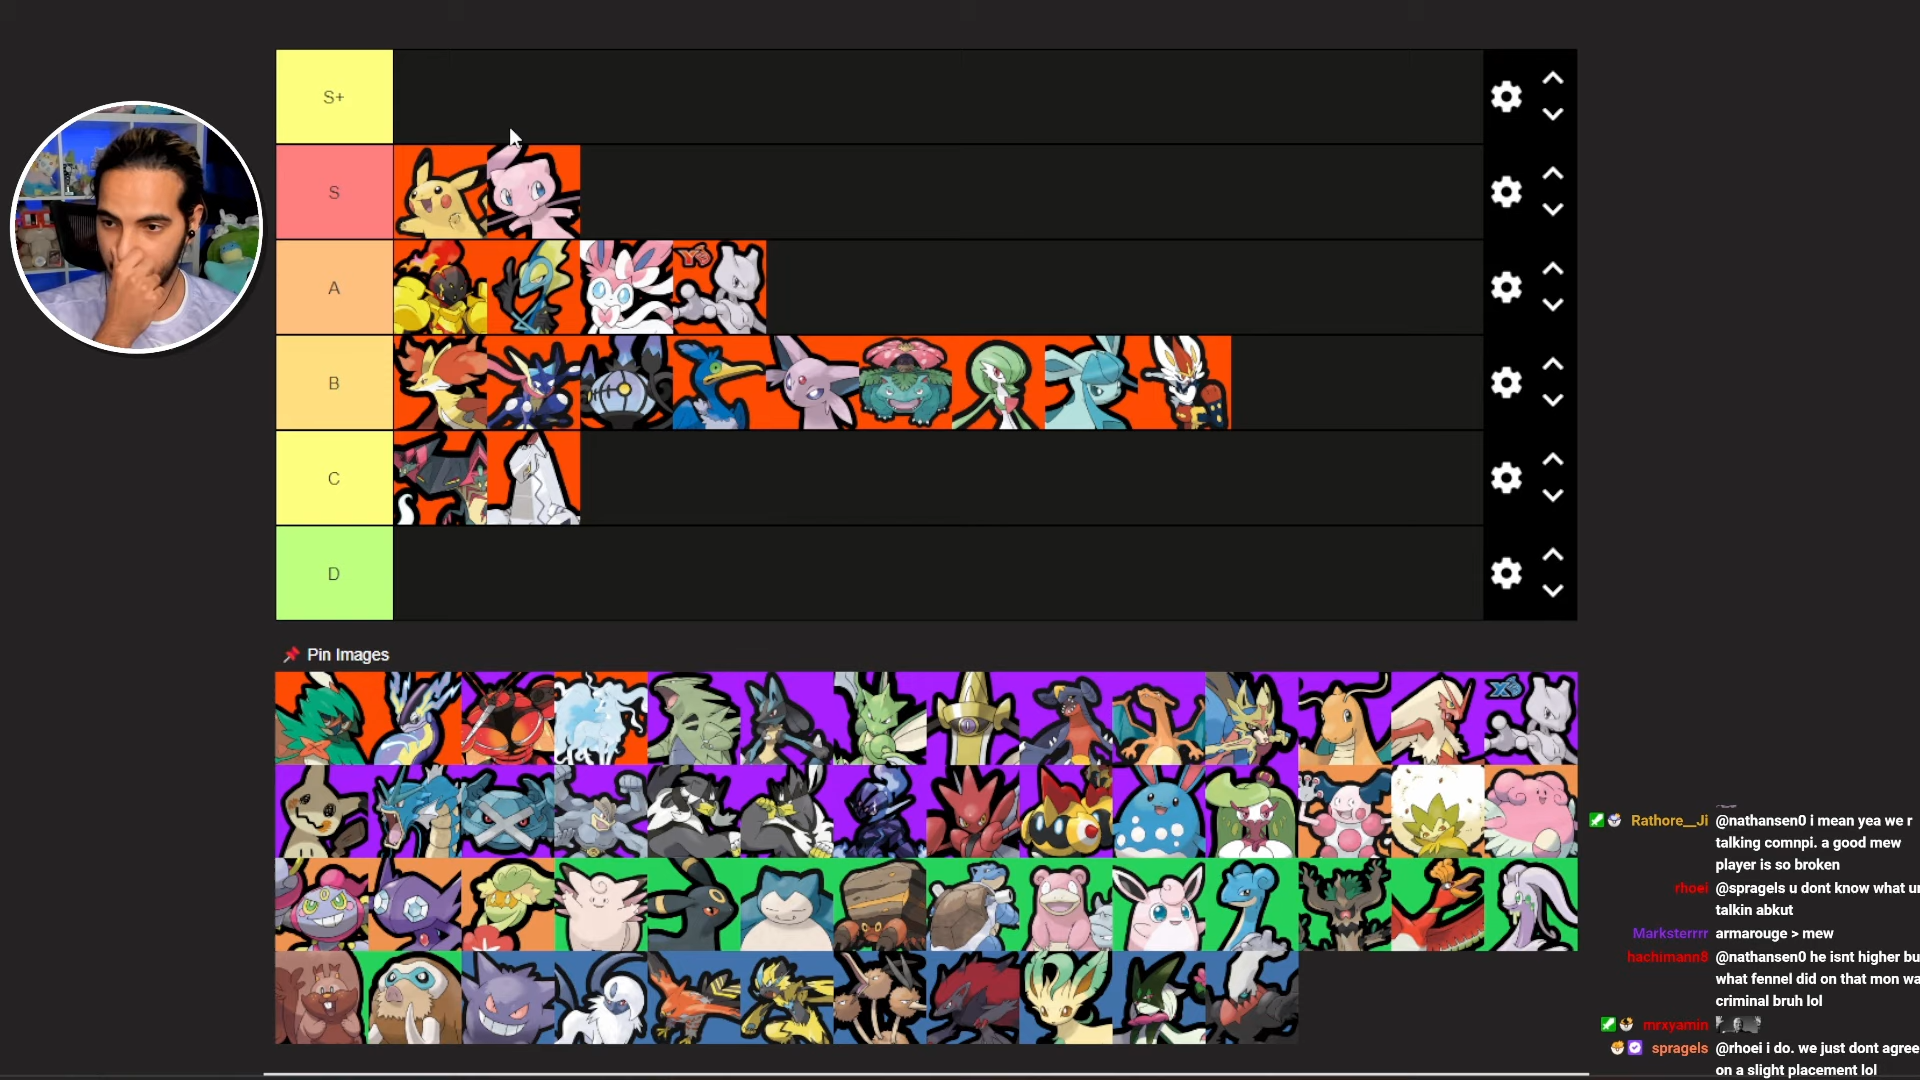 S+
S
A
B
C
D
Pin Images
Rathore__Ji @nathansen0 i mean yea we r
talking comnpi. a good mew
player is so broken
rhoei @spragels u dont know what ur
talkin abkut
Marksterrrr armarouge > mew
hachimann8 @nathansen0 he isnt higher bu
what fennel did on that mon wa
criminal bruh lol
mrxyamin
spragels @rhoei i do. we just dont agree
on a slight placement lol